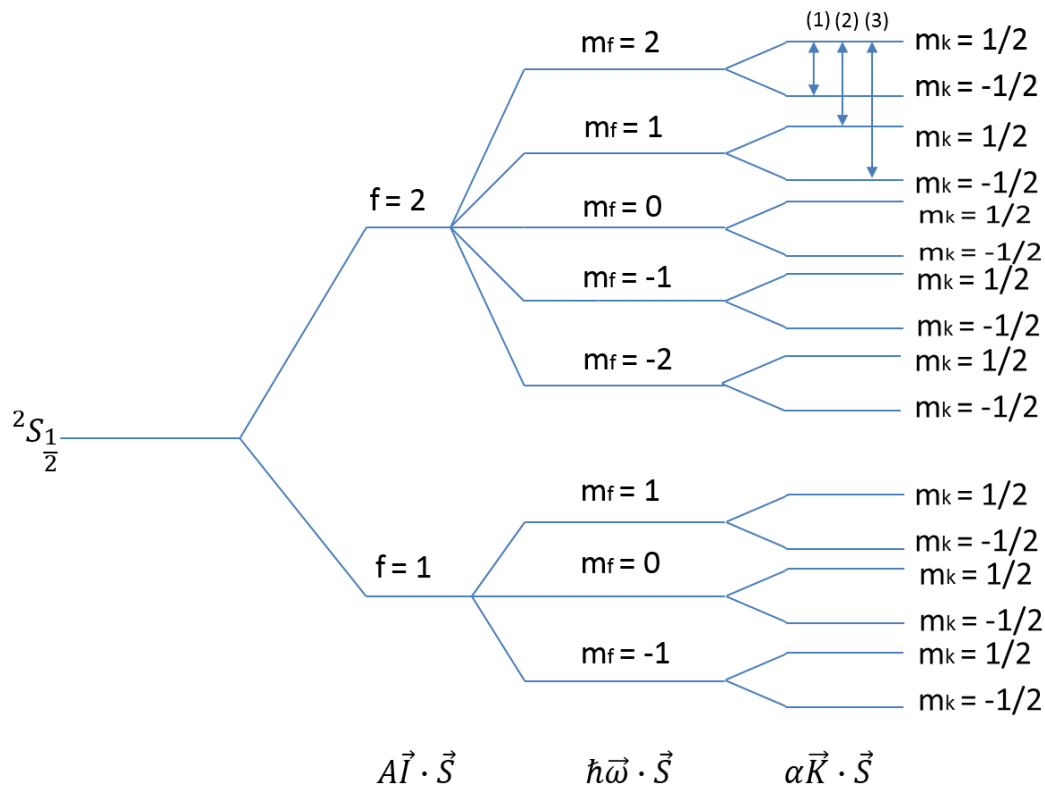 (1) (2) (3)
mf = 2
mk = 1/2
mk = -1/2
mf = 1
mk = 1/2
mk = -1/2
f = 2
mf = 0
mk = 1/2
mk = -1/2
mf = -1
mk = 1/2
mk = -1/2
mf = -2
mk = 1/2
mk = -1/2
²S½
mf = 1
mk = 1/2
mk = -1/2
f = 1
mf = 0
mk = 1/2
mk = -1/2
mf = -1
mk = 1/2
mk = -1/2
AI⃗ · S⃗ ħω⃗ · S⃗ αK⃗ · S⃗